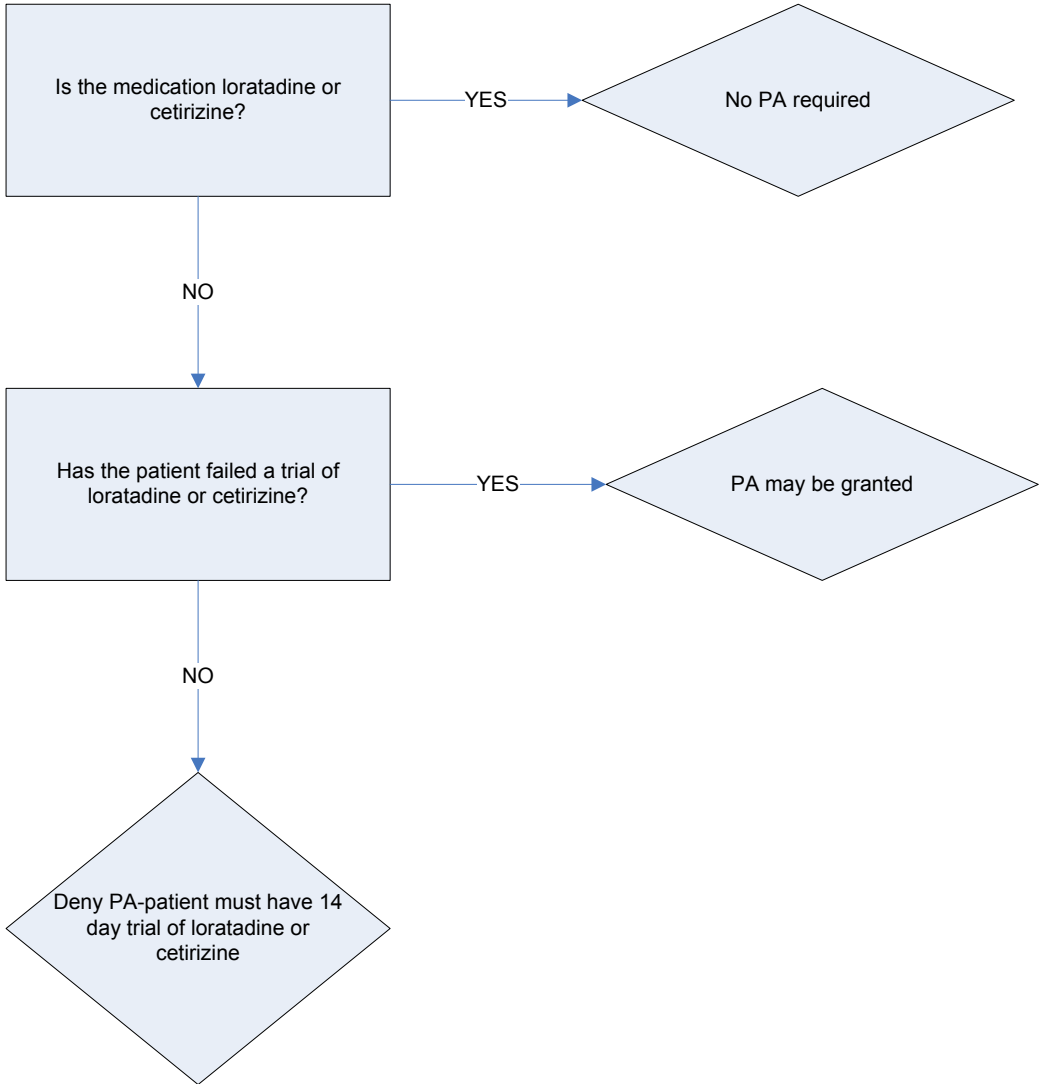 Is the medication loratadine or
cetirizine?
YES
No PA required
NO
Has the patient failed a trial of
loratadine or cetirizine?
YES
PA may be granted
NO
Deny PA-patient must have 14
day trial of loratadine or
cetirizine